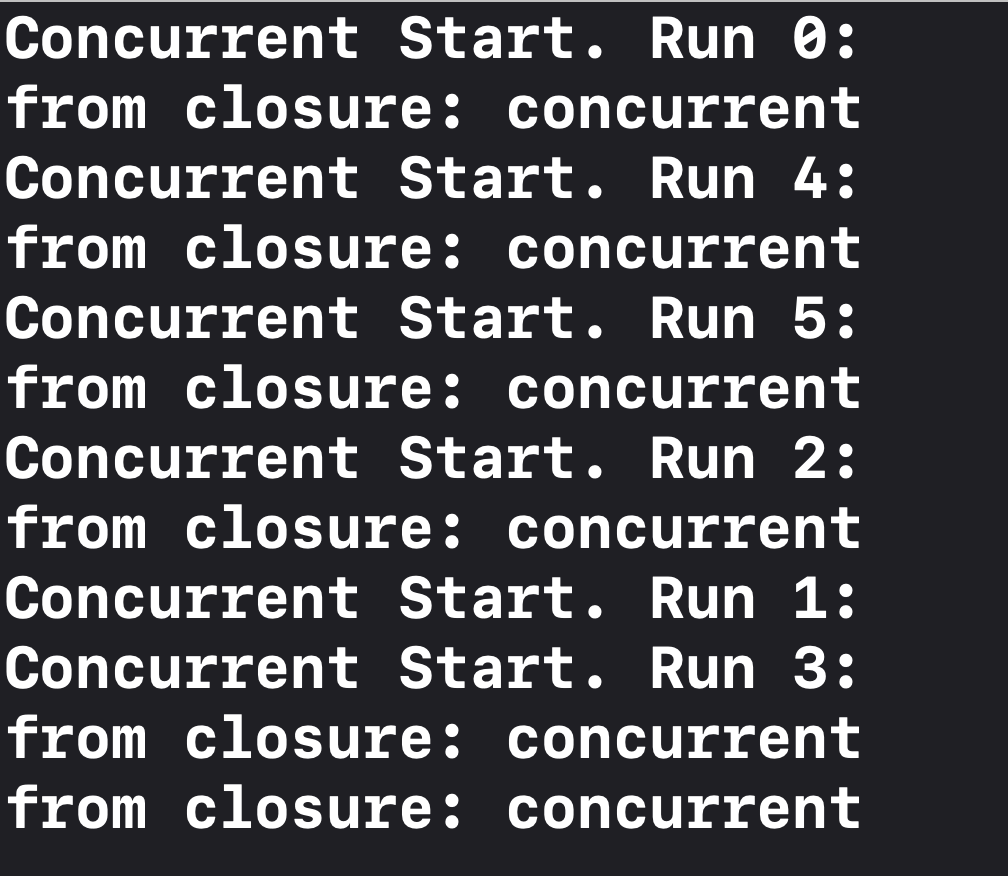 Concurrent Start. Run 0:
from closure: concurrent
Concurrent Start. Run 4:
from closure: concurrent
Concurrent Start. Run 5:
from closure: concurrent
Concurrent Start. Run 2:
from closure: concurrent
Concurrent Start. Run 1:
Concurrent Start. Run 3:
from closure: concurrent
from closure: concurrent